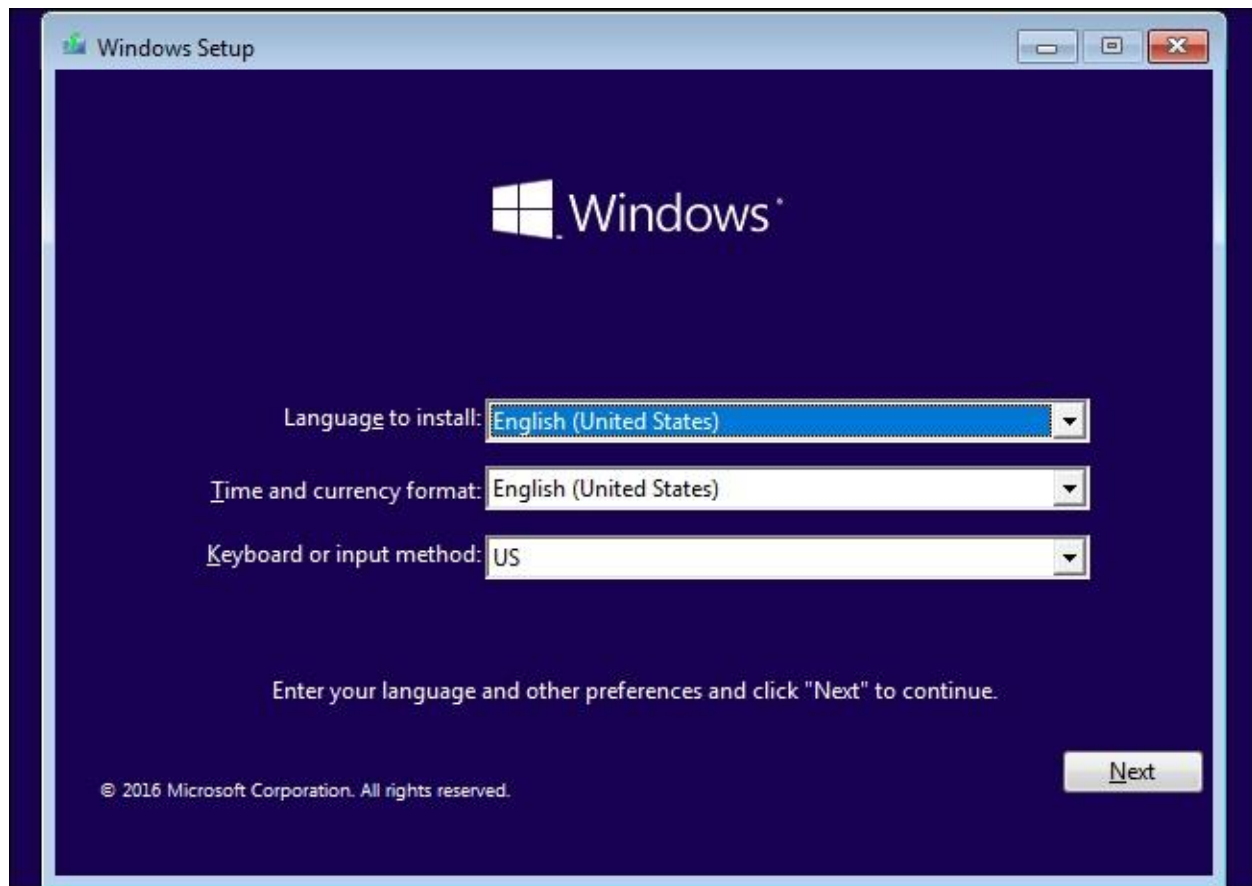 Windows Setup
Windows
Language to install: English (United States)
Time and currency format: English (United States)
Keyboard or input method: US
Enter your language and other preferences and click "Next" to continue.
Next
© 2016 Microsoft Corporation. All rights reserved.